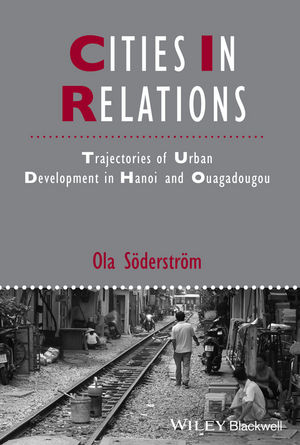 CITIES IN
RELATIONS
Trajectories of Urban
Development in Hanoi and Ouagadougou
Ola Söderström
WILEY Blackwell